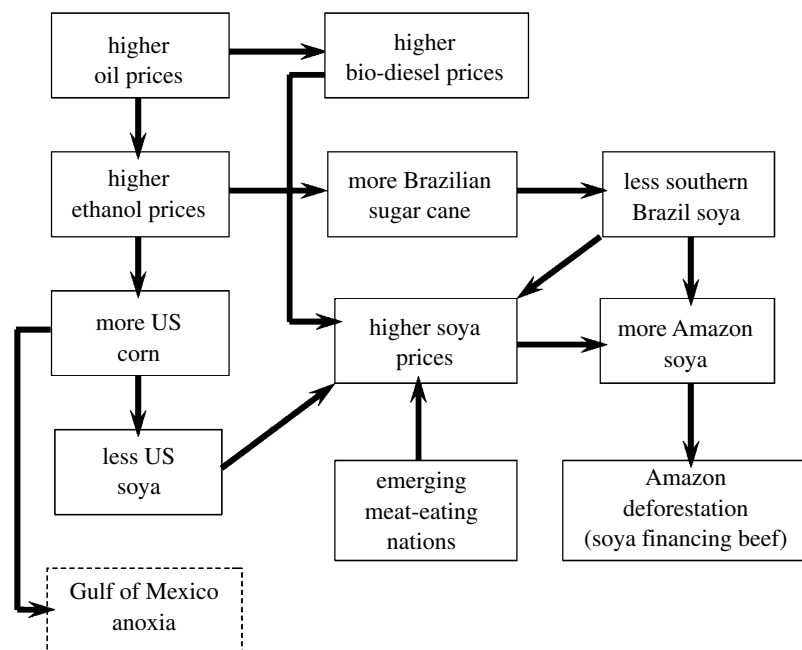 higher
oil prices
higher
bio-diesel prices
higher
ethanol prices
more Brazilian
sugar cane
less southern
Brazil soya
more US
corn
higher soya
prices
more Amazon
soya
less US
soya
emerging
meat-eating
nations
Amazon
deforestation
(soya financing beef)
Gulf of Mexico
anoxia